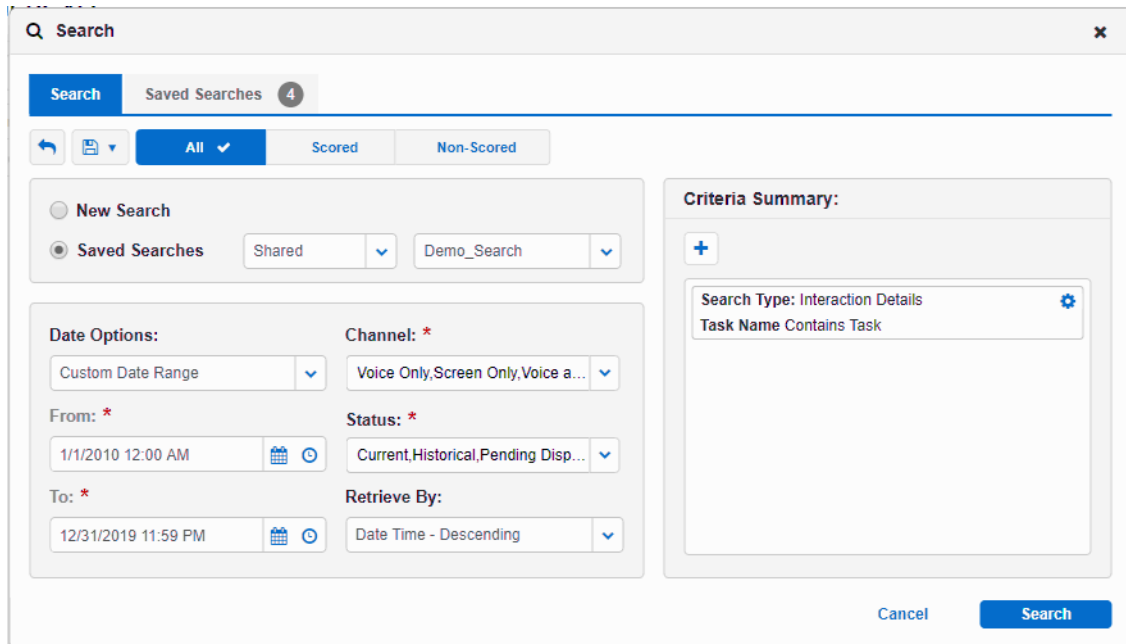 Search
Search
Saved Searches 4
All Scored Non-Scored
New Search
Saved Searches Shared Demo_Search
Date Options:
Custom Date Range
From: *
1/1/2010 12:00 AM
To: *
12/31/2019 11:59 PM
Channel: *
Voice Only,Screen Only,Voice a...
Status: *
Current,Historical,Pending Disp...
Retrieve By:
Date Time - Descending
Criteria Summary:
Search Type: Interaction Details
Task Name Contains Task
Cancel
Search